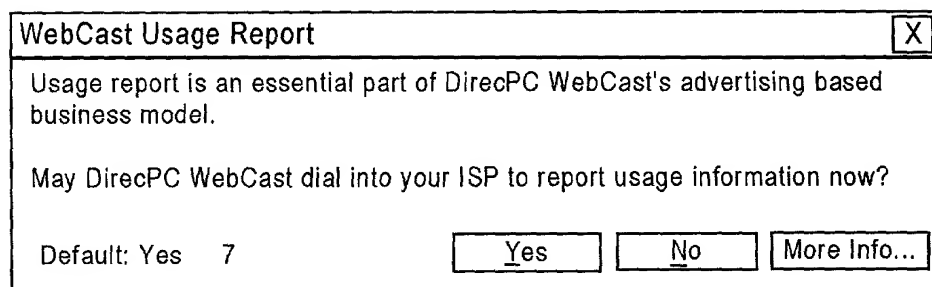 WebCast Usage Report X
Usage report is an essential part of DirecPC WebCast's advertising based
business model.
May DirecPC WebCast dial into your ISP to report usage information now?
Default: Yes 7 Yes No More Info...